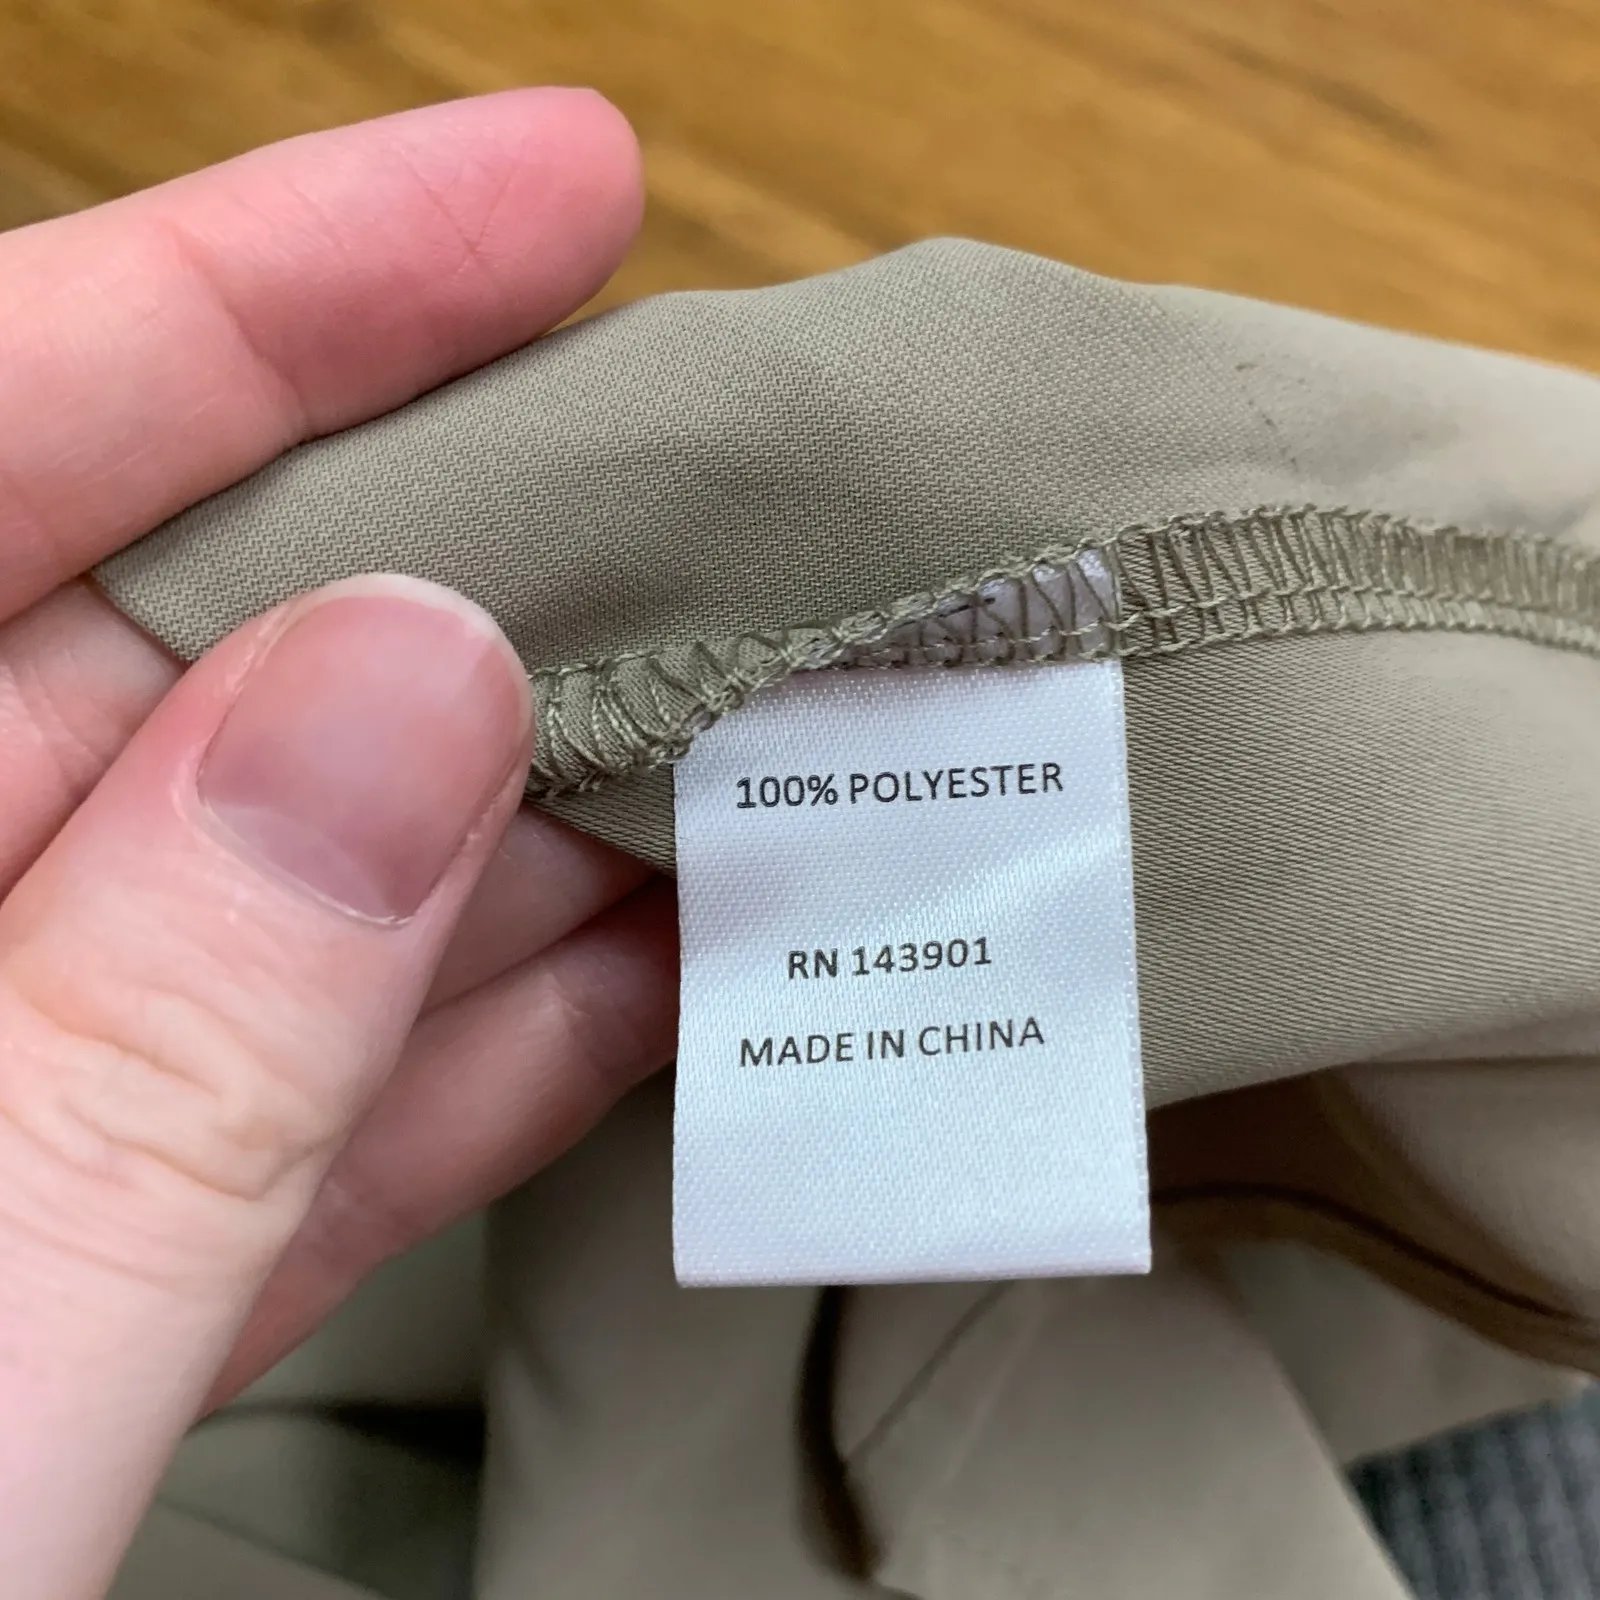 100% POLYESTER
RN 143901
MADE IN CHINA